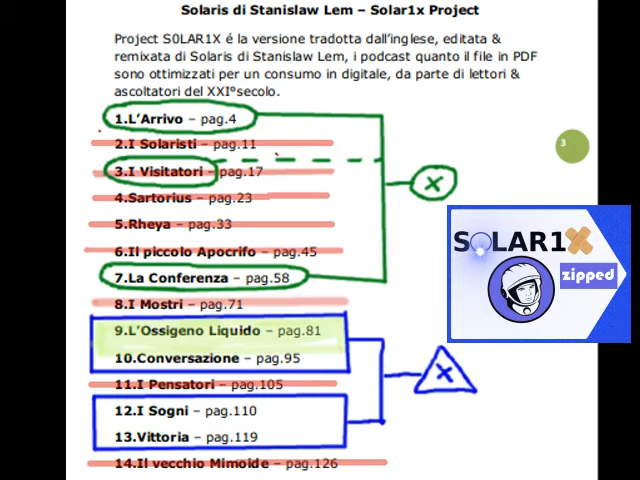 Solaris di Stanislaw Lem – Solar1x Project
Project S0LAR1X é la versione tradotta dall'inglese, editata &
remixata di Solaris di Stanislaw Lem, i podcast quanto il file in PDF
sono ottimizzati per un consumo in digitale, da parte di lettori &
ascoltatori del XXI°secolo.
1.L'Arrivo – pag.4
2.I Solaristi – pag.11
3
3.I Visitatori – pag.17
X
4.Sartorius – pag.23
5.Rheya – pag.33
SOLAR1X
6.Il piccolo Apocrifo – pag.45
zipped
7.La Conferenza – pag.58
8.I Mostri – pag.71
9.L'Ossigeno Liquido – pag.81
10.Conversazione – pag.95
X
11.I Pensatori – pag.105
12.I Sogni – pag.110
13.Vittoria – pag.119
14.Il vecchio Mimoide – pag.126